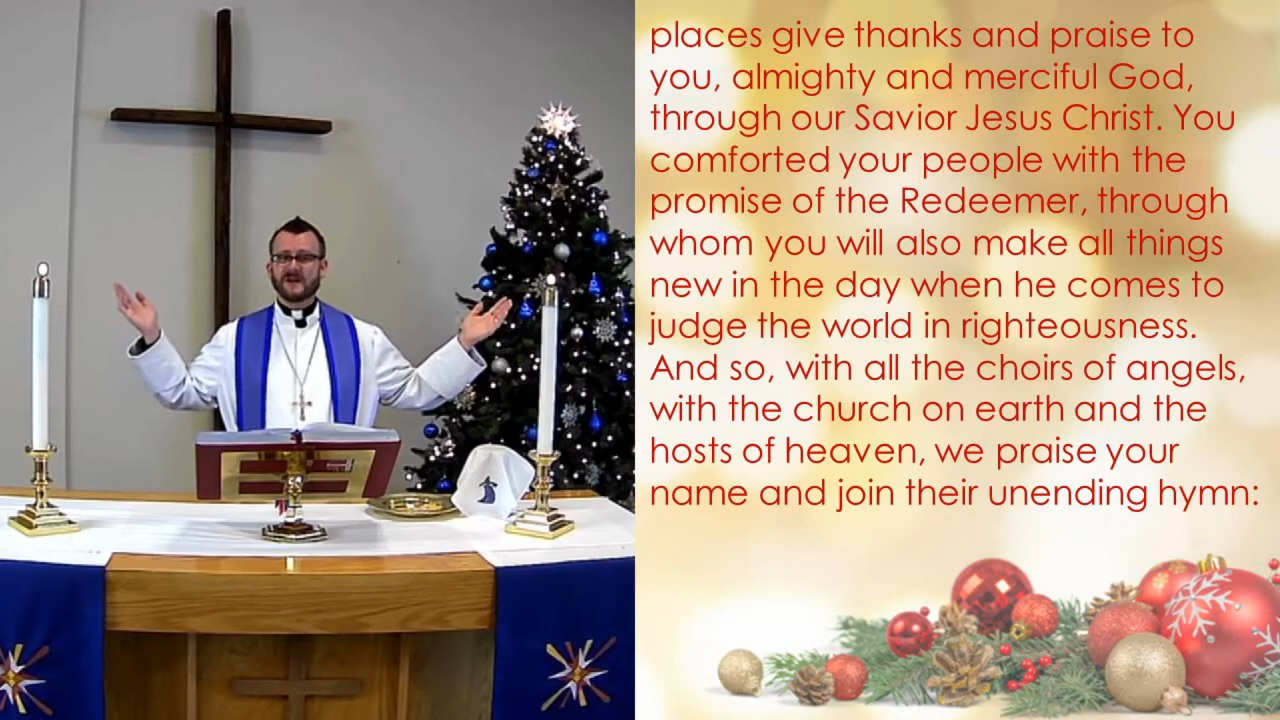 places give thanks and praise to
you, almighty and merciful God,
through our Savior Jesus Christ. You
comforted your people with the
promise of the Redeemer, through
whom you will also make all things
new in the day when he comes to
judge the world in righteousness.
And so, with all the choirs of angels,
with the church on earth and the
hosts of heaven, we praise your
name and join their unending hymn: